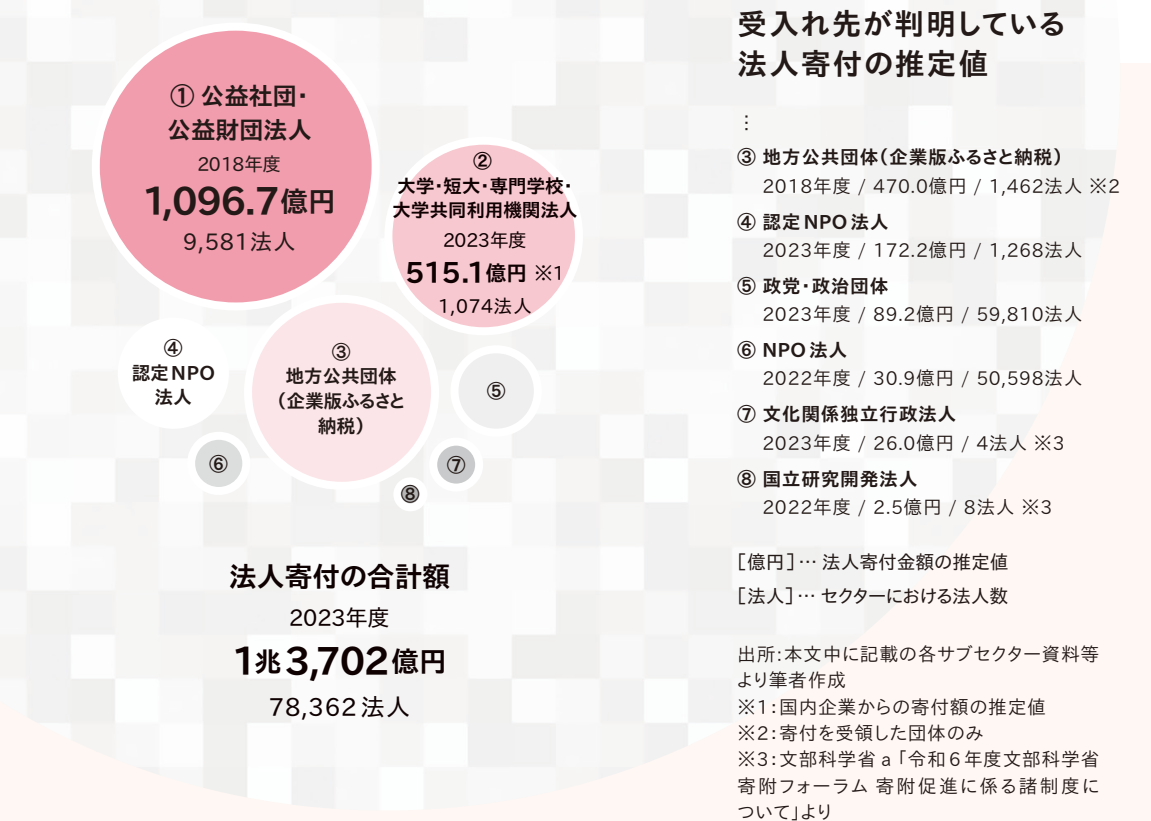 ① 公益社団・
公益財団法人
2018年度
1,096.7億円
9,581法人
②
大学・短大・専門学校・
大学共同利用機関法人
2023年度
515.1億円 ※1
1,074法人
③
地方公共団体
（企業版ふるさと
納税）
④
認定NPO
法人
⑤
⑥
⑦
⑧
法人寄付の合計額
2023年度
1兆3,702億円
78,362法人
受入れ先が判明している
法人寄付の推定値
⋮
③ 地方公共団体（企業版ふるさと納税）
2018年度 / 470.0億円 / 1,462法人 ※2
④ 認定NPO法人
2023年度 / 172.2億円 / 1,268法人
⑤ 政党・政治団体
2023年度 / 89.2億円 / 59,810法人
⑥ NPO法人
2022年度 / 30.9億円 / 50,598法人
⑦ 文化関係独立行政法人
2023年度 / 26.0億円 / 4法人 ※3
⑧ 国立研究開発法人
2022年度 / 2.5億円 / 8法人 ※3
［億円］… 法人寄付金額の推定値
［法人］… セクターにおける法人数
出所：本文中に記載の各サブセクター資料等
より筆者作成
※1：国内企業からの寄付額の推定値
※2：寄付を受領した団体のみ
※3：文部科学省 a「令和６年度文部科学省
寄附フォーラム 寄附促進に係る諸制度に
ついて」より